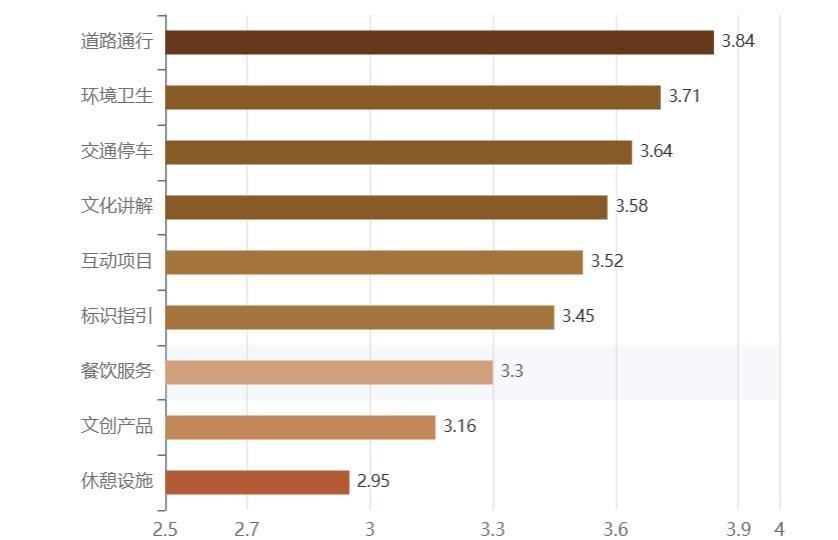 道路通行 3.84
环境卫生 3.71
交通停车 3.64
文化讲解 3.58
互动项目 3.52
标识指引 3.45
餐饮服务 3.3
文创产品 3.16
休憩设施 2.95
2.5 2.7 3 3.3 3.6 3.9 4